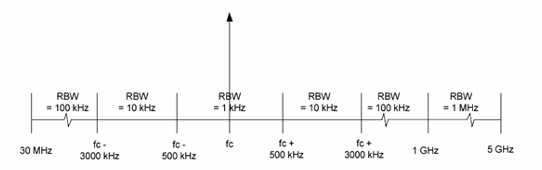 RBW RBW RBW RBW RBW RBW
= 100 kHz = 10 kHz = 1 kHz = 10 kHz = 100 kHz = 1 MHz
30 MHz fc - fc - fc fc + fc + 1 GHz 5 GHz
3000 kHz 500 kHz 500 kHz 3000 kHz